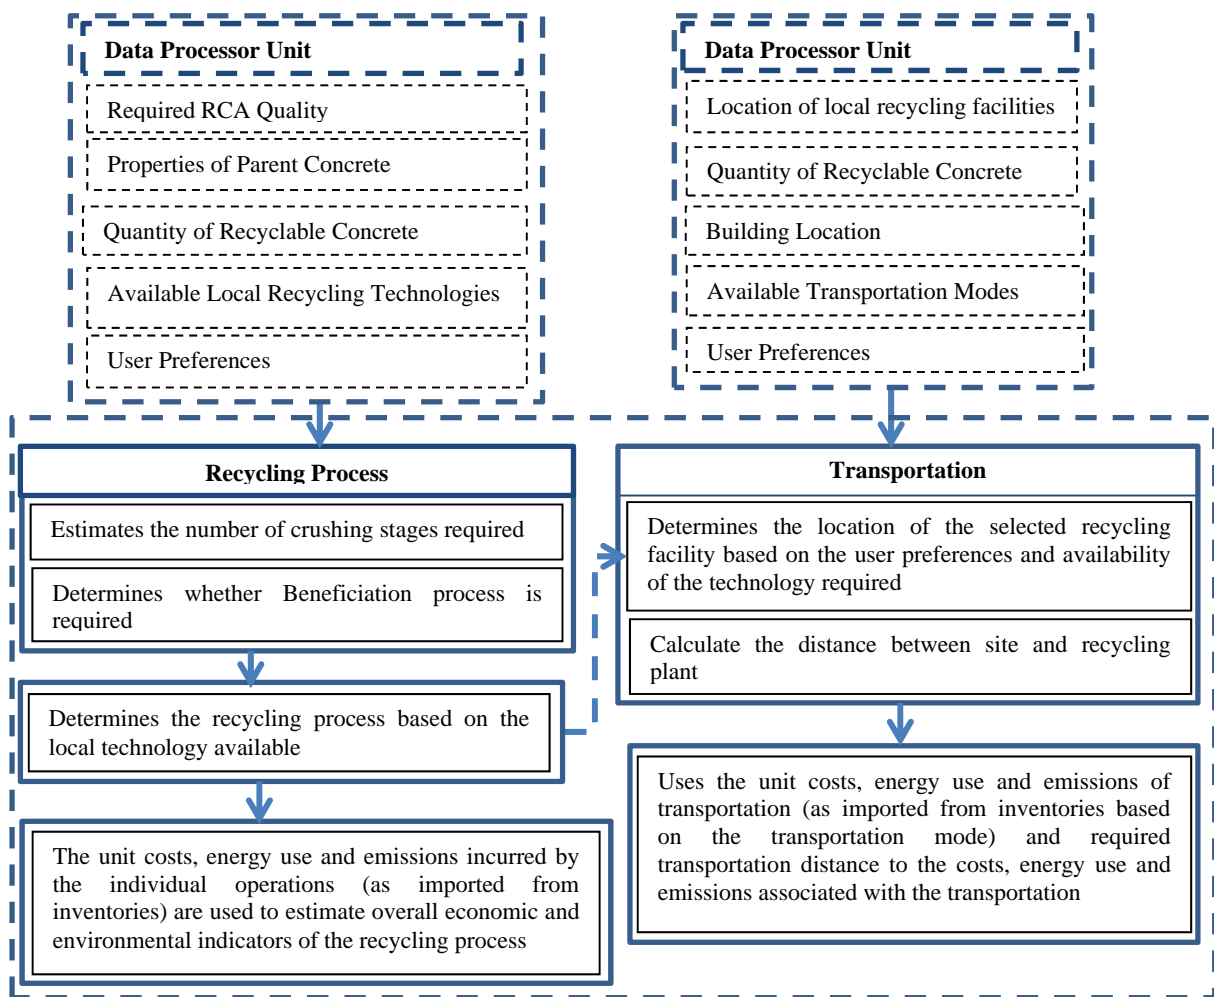 Data Processor Unit
Required RCA Quality
Properties of Parent Concrete
Quantity of Recyclable Concrete
Available Local Recycling Technologies
User Preferences
Data Processor Unit
Location of local recycling facilities
Quantity of Recyclable Concrete
Building Location
Available Transportation Modes
User Preferences
Recycling Process
Estimates the number of crushing stages required
Determines whether Beneficiation process is
required
Determines the recycling process based on the
local technology available
The unit costs, energy use and emissions incurred by
the individual operations (as imported from
inventories) are used to estimate overall economic and
environmental indicators of the recycling process
Transportation
Determines the location of the selected recycling
facility based on the user preferences and availability
of the technology required
Calculate the distance between site and recycling
plant
Uses the unit costs, energy use and emissions of
transportation (as imported from inventories based
on the transportation mode) and required
transportation distance to the costs, energy use and
emissions associated with the transportation